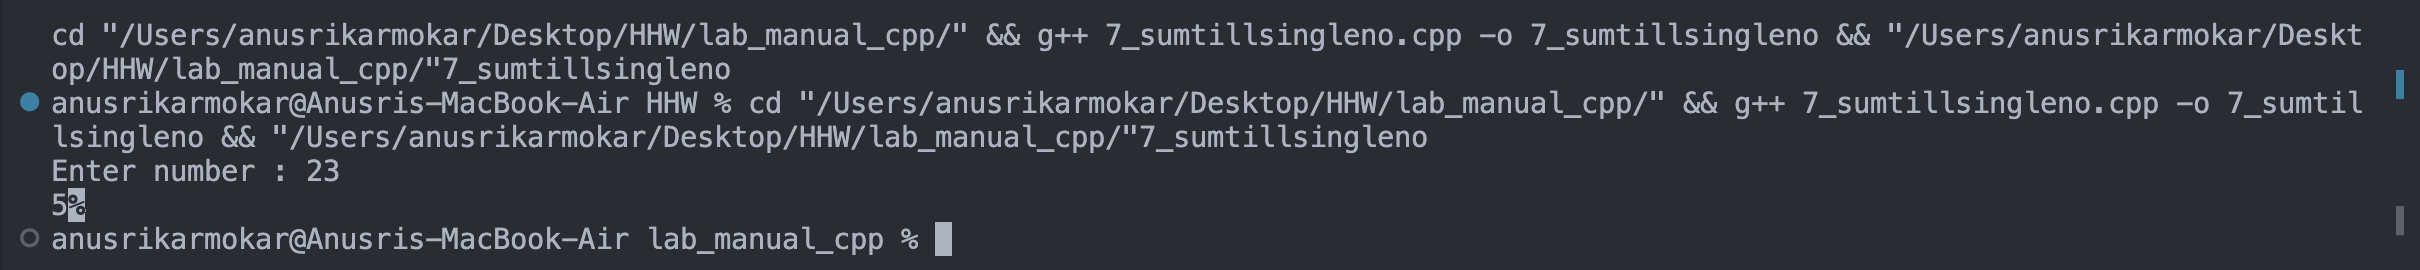 cd "/Users/anusrikarmokar/Desktop/HHW/lab_manual_cpp/" && g++ 7_sumtillsingleno.cpp -o 7_sumtillsingleno && "/Users/anusrikarmokar/Deskt
op/HHW/lab_manual_cpp/"7_sumtillsingleno
anusrikarmokar@Anusris-MacBook-Air HHW % cd "/Users/anusrikarmokar/Desktop/HHW/lab_manual_cpp/" && g++ 7_sumtillsingleno.cpp -o 7_sumtil
lsingleno && "/Users/anusrikarmokar/Desktop/HHW/lab_manual_cpp/"7_sumtillsingleno
Enter number : 23
5%
anusrikarmokar@Anusris-MacBook-Air lab_manual_cpp %